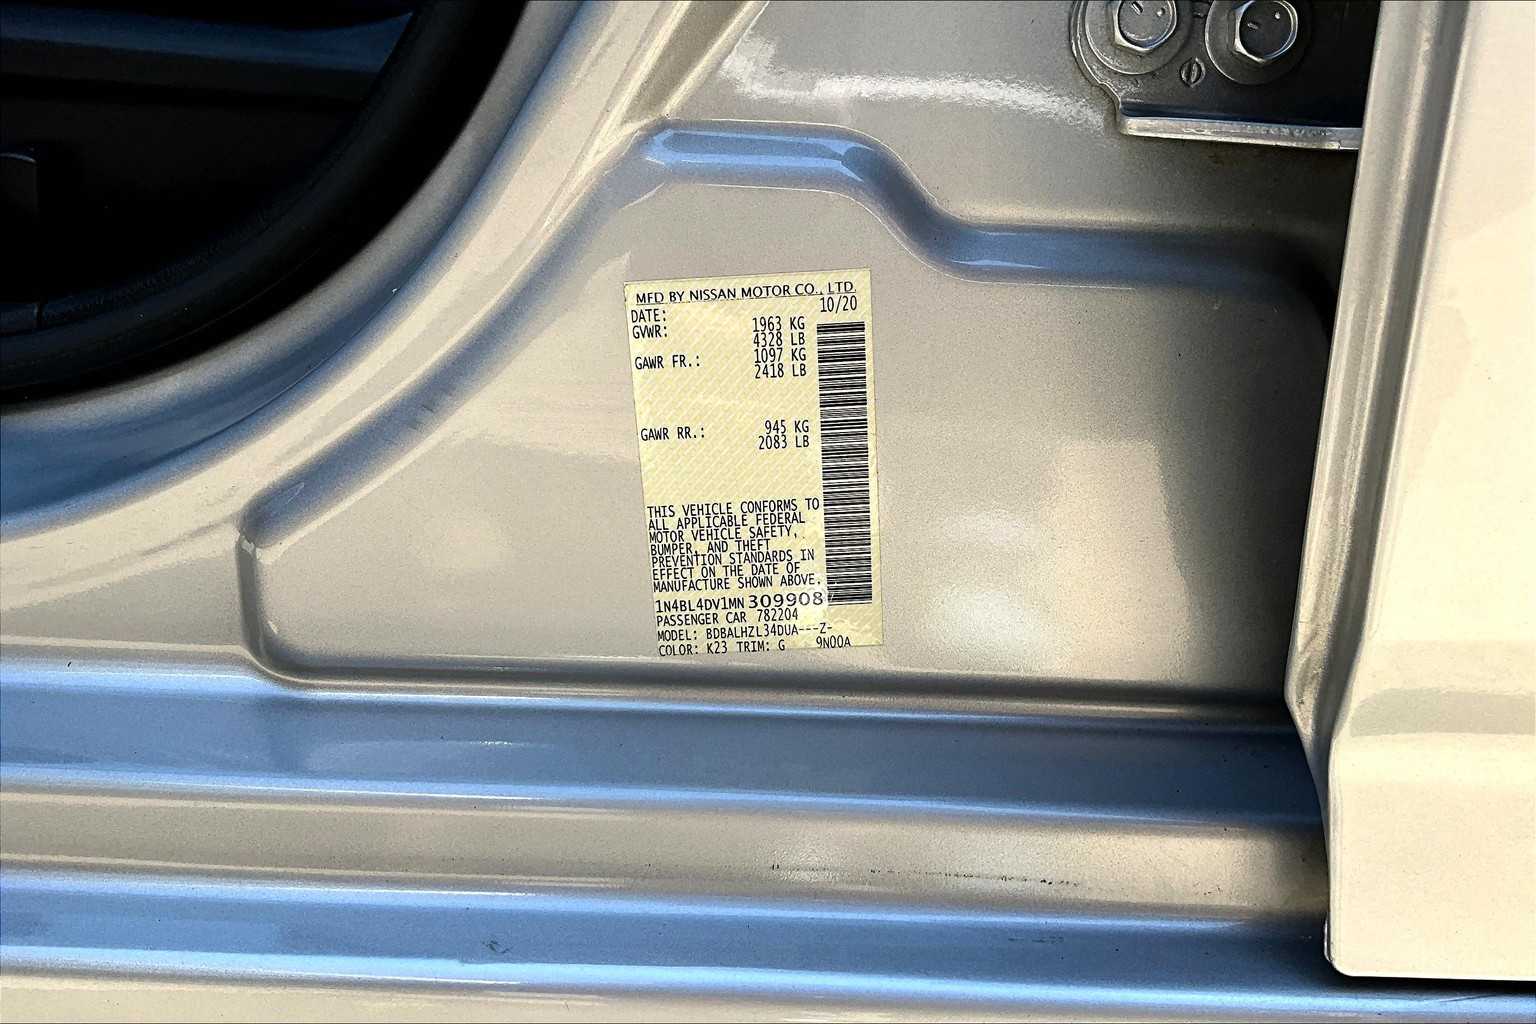 MFD BY NISSAN MOTOR CO., LTD.
DATE: 10/20
GVWR: 1963 KG
4328 LB
GAWR FR.: 1097 KG
2418 LB
GAWR RR.: 945 KG
2083 LB
THIS VEHICLE CONFORMS TO
ALL APPLICABLE FEDERAL
MOTOR VEHICLE SAFETY,
BUMPER, AND THEFT
PREVENTION STANDARDS IN
EFFECT ON THE DATE OF
MANUFACTURE SHOWN ABOVE.
1N4BL4DV1MN309908
PASSENGER CAR 782204
MODEL: BDBALHZL34DUA---Z-
COLOR: K23 TRIM: G 9N00A